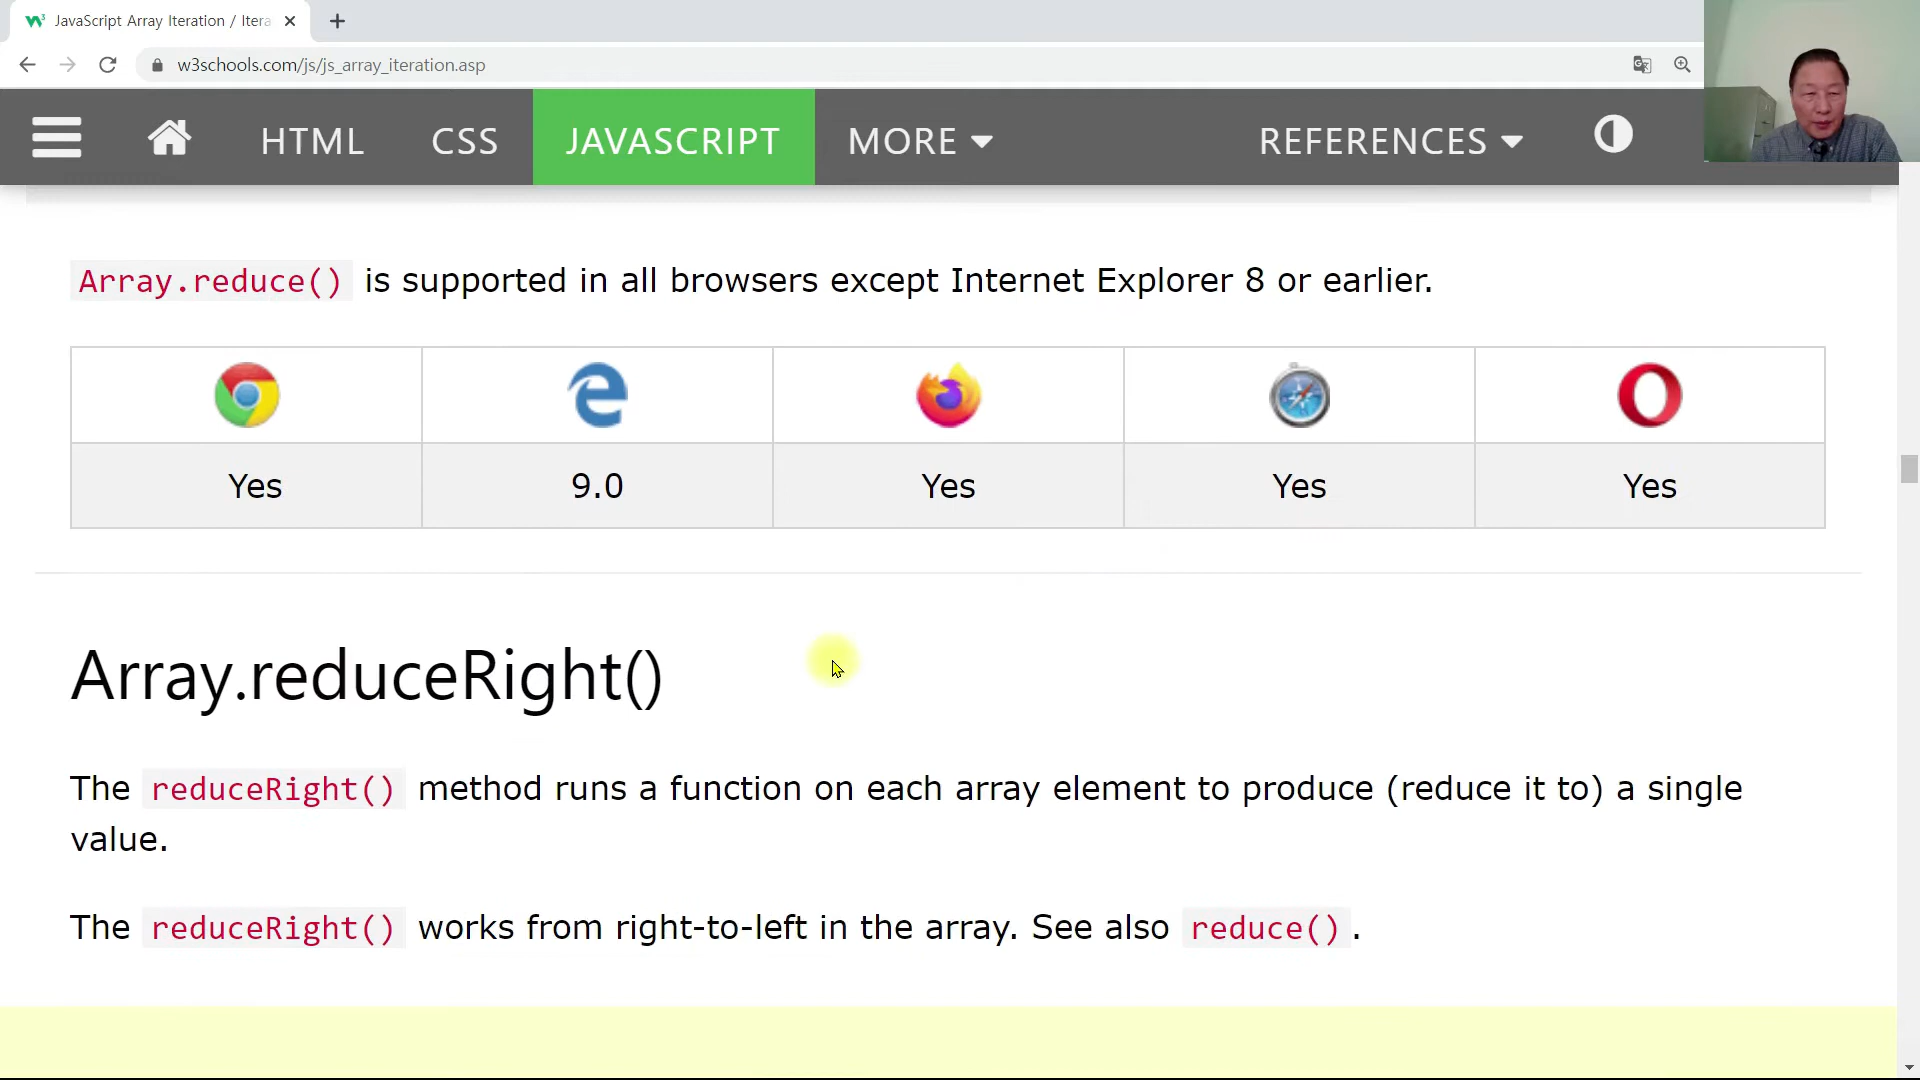 JavaScript Array Iteration / Itera
w3schools.com/js/js_array_iteration.asp
HTML CSS JAVASCRIPT MORE REFERENCES
Array.reduce() is supported in all browsers except Internet Explorer 8 or earlier.
Yes 9.0 Yes Yes Yes
Array.reduceRight()
The reduceRight() method runs a function on each array element to produce (reduce it to) a single
value.
The reduceRight() works from right-to-left in the array. See also reduce() .